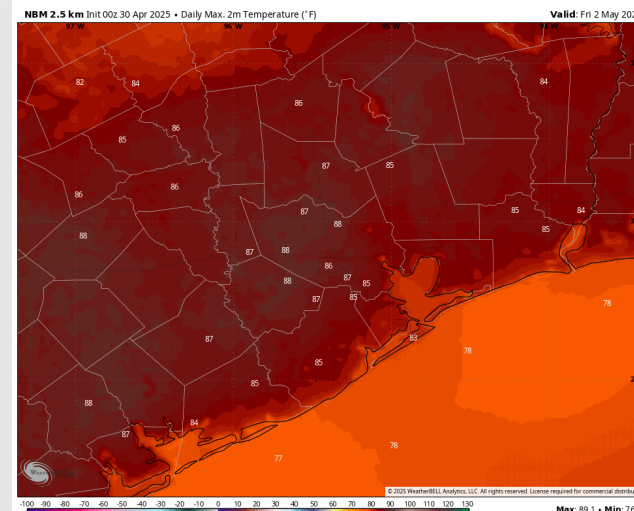 NBM 2.5 km Init 00z 30 Apr 2025 • Daily Max. 2m Temperature (°F)
Valid: Fri 2 May 202
97°W 96°W 95°W 94°W
82 84 84
86
86
85
87 85
86 86
87 85 84
88 88 85
87 88
86
88 87 85
87 85
78
87 83
78
85
85
88
84
87
78
77
© 2025 WeatherBELL Analytics, LLC. All rights reserved. License required for commercial distribu
-100 -90 -80 -70 -60 -50 -40 -30 -20 -10 0 10 20 30 40 50 60 70 80 90 100 110 120 130
Max: 89.1 • Min: 76